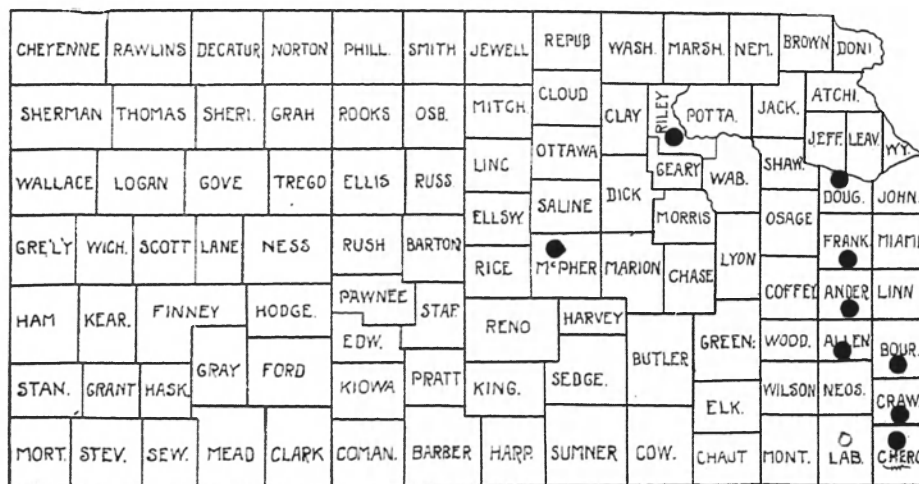 CHEYENNE RAWLINS DECATUR NORTON PHILL. SMITH JEWELL REPUB WASH. MARSH. NEM. BROWN DONI
SHERMAN THOMAS SHERI. GRAH ROOKS OSB. MITCH. CLOUD CLAY RILEY POTTA. JACK. ATCHI.
JEFF. LEAV. WY.
WALLACE LOGAN GOVE TREGO ELLIS RUSS. LINC OTTAWA DICK GEARY WAB. SHAW. DOUG. JOHN.
ELLSW. SALINE MORRIS OSAGE
GRE'LY WICH. SCOTT LANE NESS RUSH BARTON RICE McPHER MARION CHASE LYON FRANK MIAMI
HAM KEAR. FINNEY HODGE. PAWNEE STAF. RENO HARVEY COFFEY ANDER LINN
EDW. GREEN. WOOD. ALLEN BOUR.
STAN. GRANT HASK. GRAY FORD KIOWA PRATT KING. SEDGE. BUTLER WILSON NEOS. CRAW.
ELK.
MORT. STEV. SEW. MEAD CLARK COMAN. BARBER HARP. SUMNER COW. CHAUT MONT. LAB. CHERO